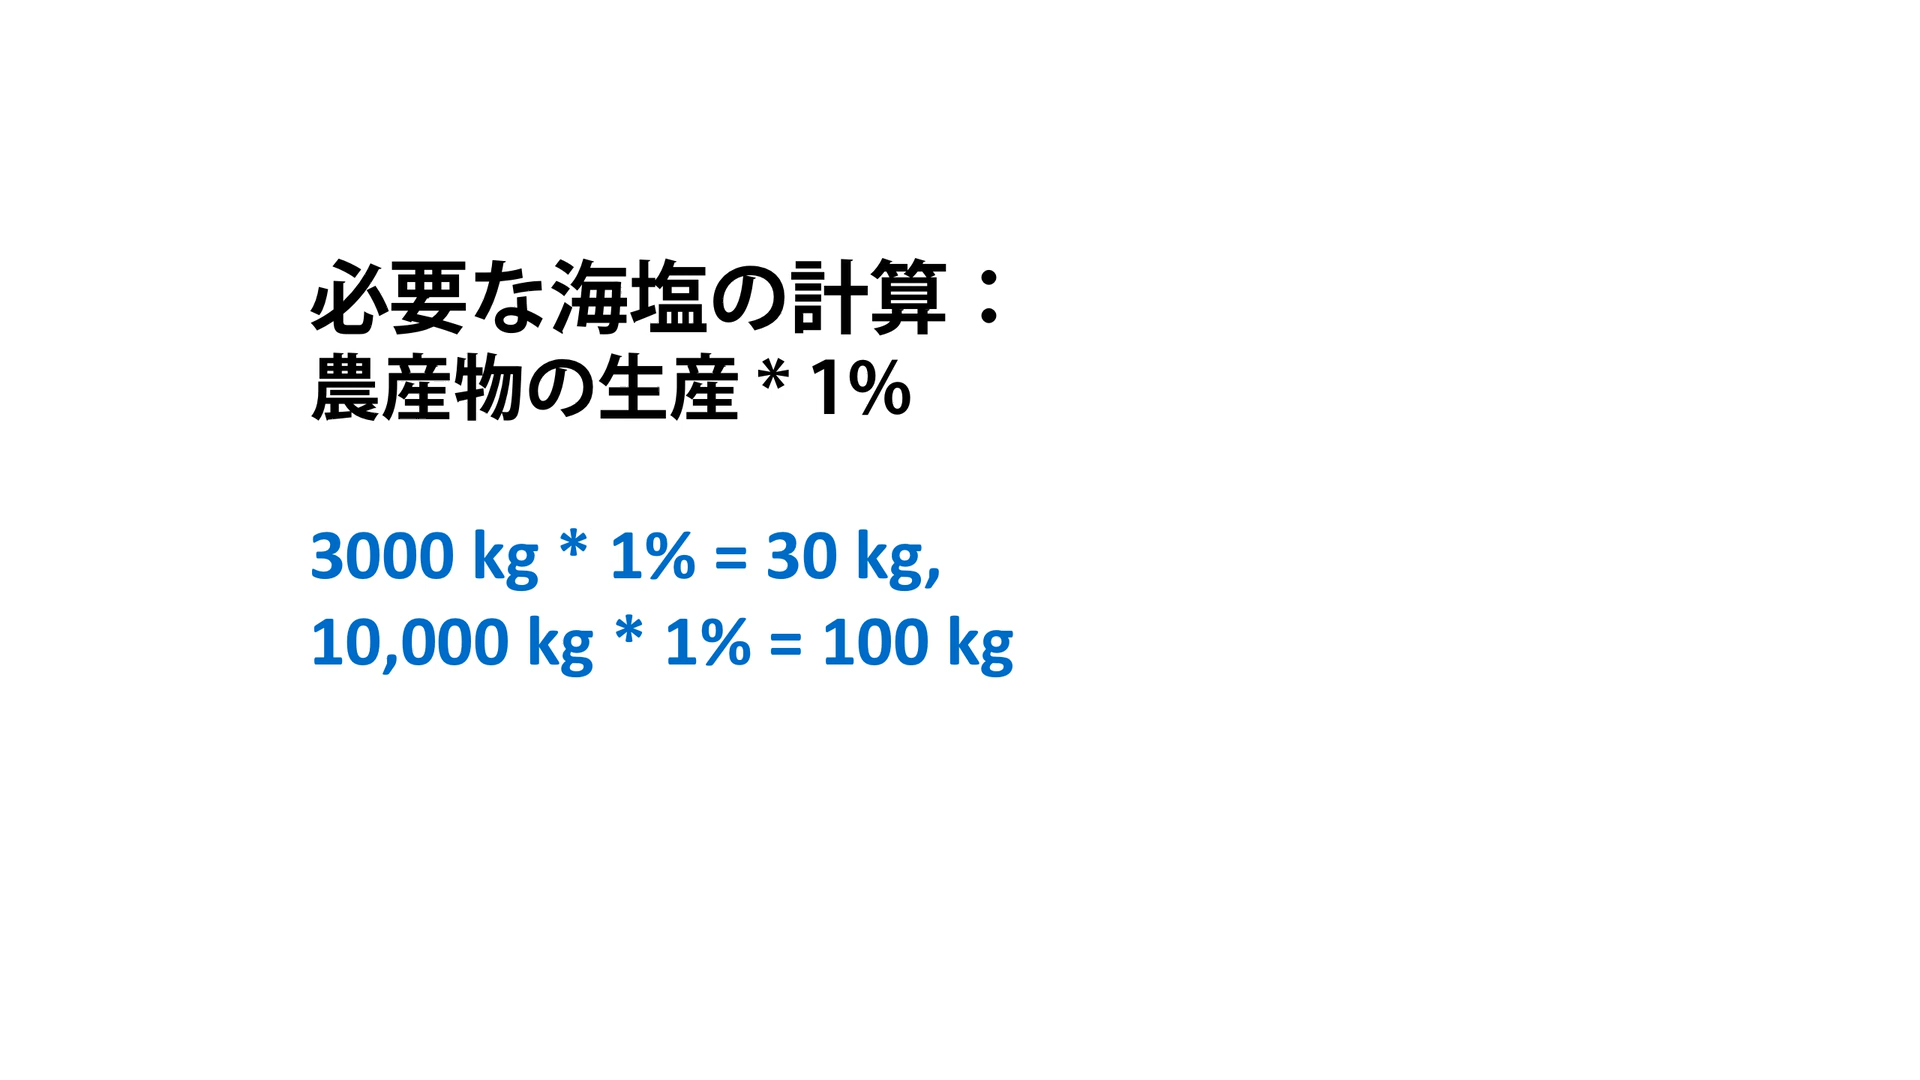 必要な海塩の計算：
農産物の生産 * 1%
3000 kg * 1% = 30 kg,
10,000 kg * 1% = 100 kg